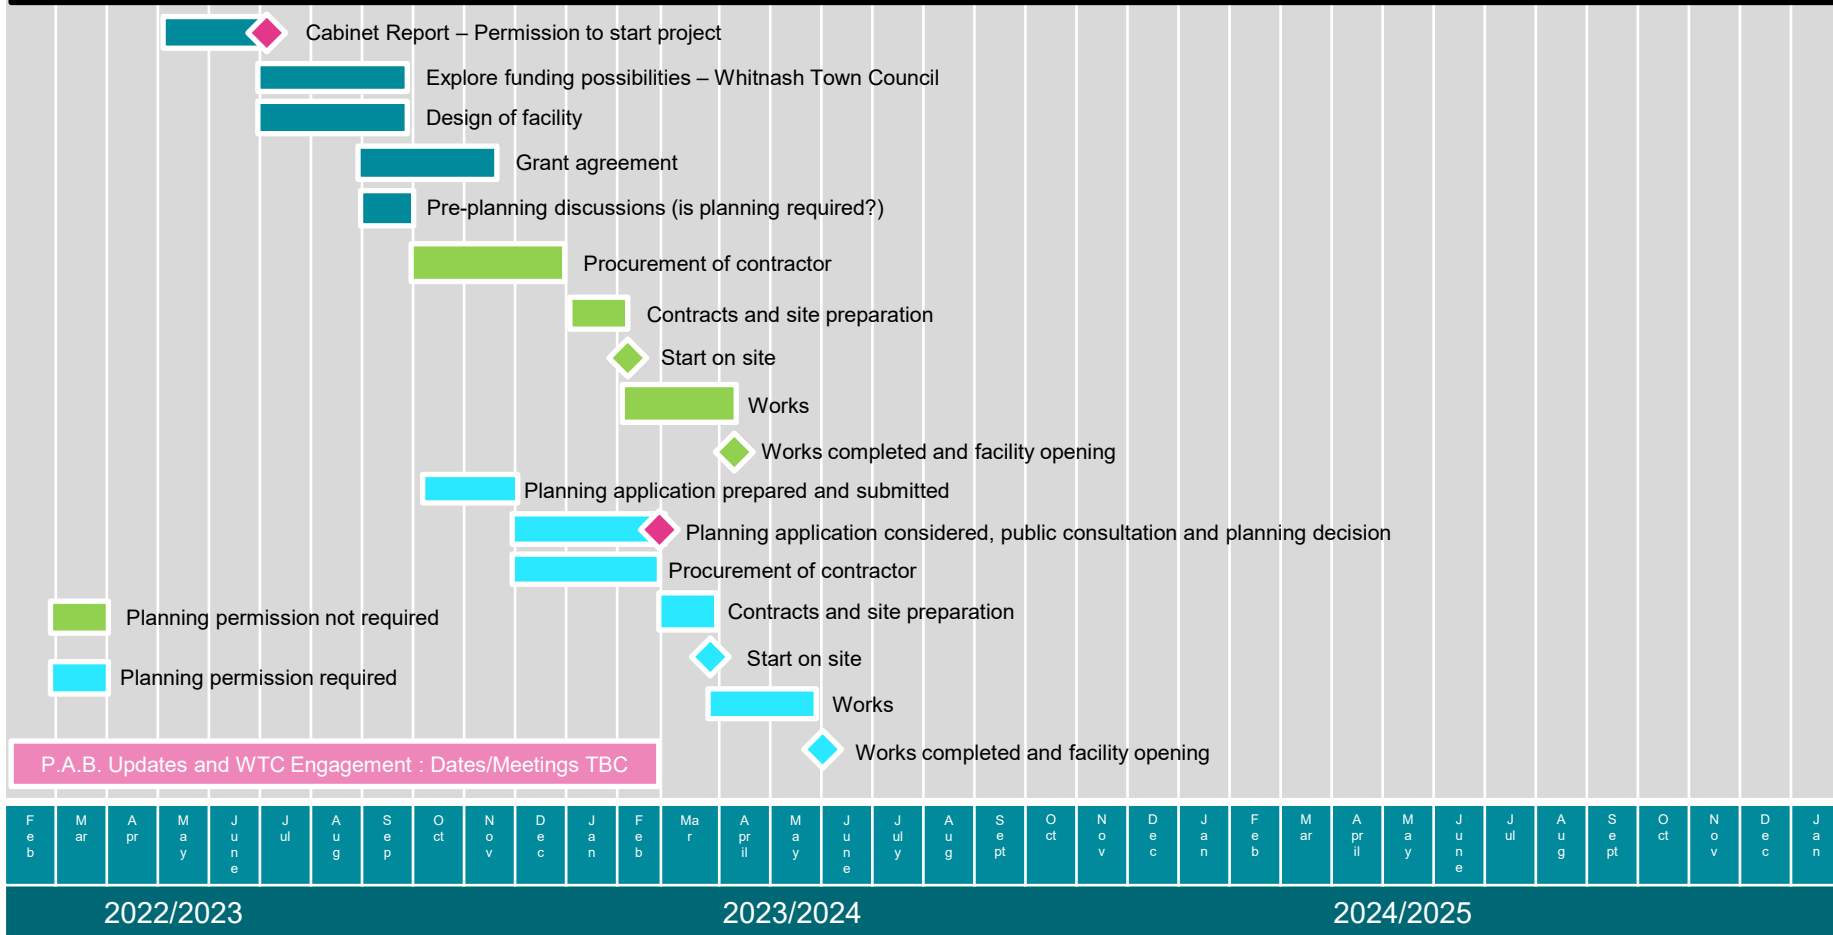 Cabinet Report – Permission to start project
Explore funding possibilities – Whitnash Town Council
Design of facility
Grant agreement
Pre-planning discussions (is planning required?)
Procurement of contractor
Contracts and site preparation
Start on site
Works
Works completed and facility opening
Planning application prepared and submitted
Planning application considered, public consultation and planning decision
Procurement of contractor
Contracts and site preparation
Planning permission not required
Start on site
Planning permission required
Works
Works completed and facility opening
P.A.B. Updates and WTC Engagement : Dates/Meetings TBC
Feb Mar Apr May June Jul Aug Sep Oct Nov Dec Jan Feb Mar April May June July Aug Sept Oct Nov Dec Jan Feb Mar April May June Jul Aug Sept Oct Nov Dec Jan
2022/2023 2023/2024 2024/2025